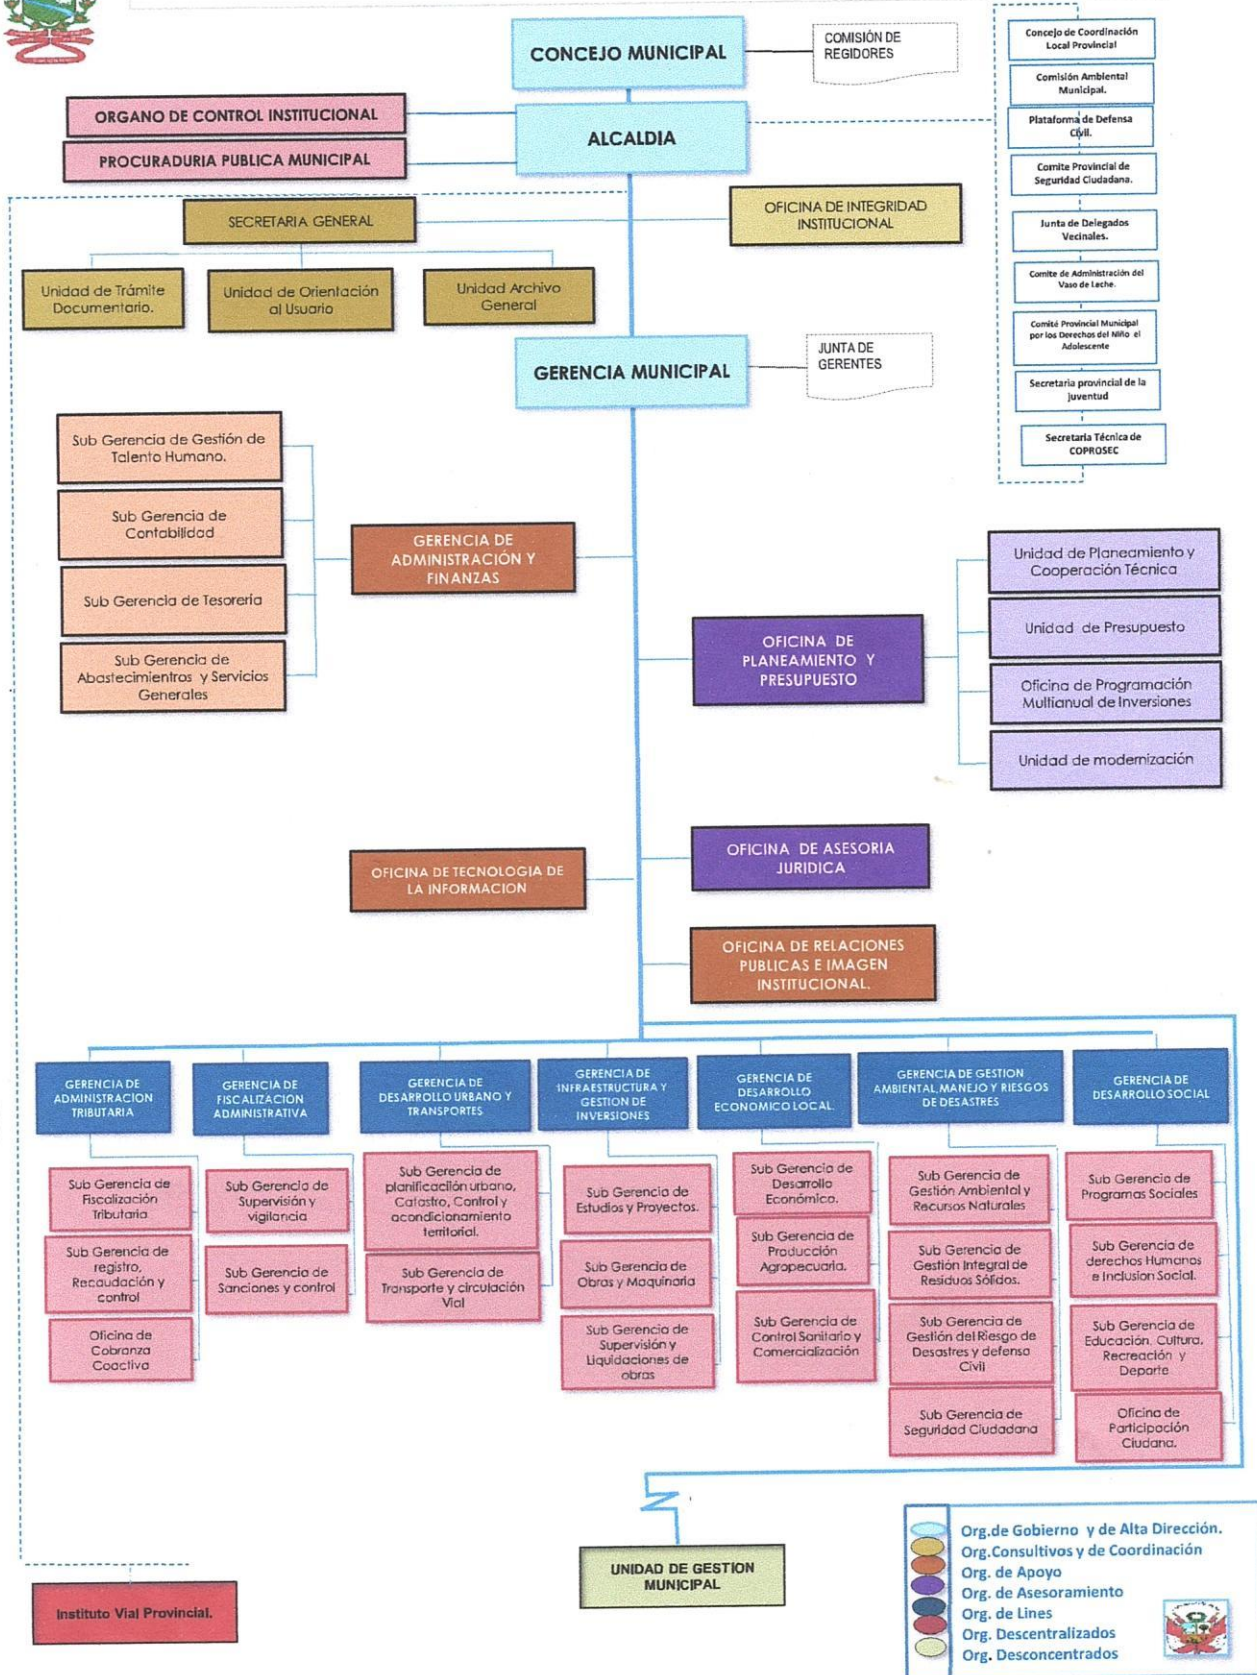 CONCEJO MUNICIPAL
COMISIÓN DE
REGIDORES
Concejo de Coordinación
Local Provincial
Comisión Ambiental
Municipal.
Plataforma de Defensa
Civil.
Comite Provincial de
Seguridad Ciudadana.
Junta de Delegados
Vecinales.
Comite de Administración del
Vaso de Leche.
Comité Provincial Municipal
por los Derechos del Niño el
Adolescente
Secretaria provincial de la
juventud
Secretaria Técnica de
COPROSEC
ORGANO DE CONTROL INSTITUCIONAL
PROCURADURIA PUBLICA MUNICIPAL
ALCALDIA
SECRETARIA GENERAL
OFICINA DE INTEGRIDAD
INSTITUCIONAL
Unidad de Trámite
Documentario.
Unidad de Orientación
al Usuario
Unidad Archivo
General
GERENCIA MUNICIPAL
JUNTA DE
GERENTES
Sub Gerencia de Gestión de
Talento Humano.
Sub Gerencia de
Contabilidad
Sub Gerencia de Tesorería
Sub Gerencia de
Abastecimientros y Servicios
Generales
GERENCIA DE
ADMINISTRACIÓN Y
FINANZAS
OFICINA DE
PLANEAMIENTO Y
PRESUPUESTO
Unidad de Planeamiento y
Cooperación Técnica
Unidad de Presupuesto
Oficina de Programación
Multianual de Inversiones
Unidad de modernización
OFICINA DE TECNOLOGIA DE
LA INFORMACION
OFICINA DE ASESORIA
JURIDICA
OFICINA DE RELACIONES
PUBLICAS E IMAGEN
INSTITUCIONAL.
GERENCIA DE
ADMINISTRACION
TRIBUTARIA
Sub Gerencia de
Fiscalización
Tributaria
Sub Gerencia de
registro,
Recaudación y
control
Oficina de
Cobranza
Coactiva
GERENCIA DE
FISCALIZACION
ADMINISTRATIVA
Sub Gerencia de
Supervisión y
vigilancia
Sub Gerencia de
Sanciones y control
GERENCIA DE
DESARROLLO URBANO Y
TRANSPORTES
Sub Gerencia de
planificaciión urbano,
Catastro, Control y
acondicionamiento
territorial.
Sub Gerencia de
Transporte y circulación
Vial
GERENCIA DE
INFRAESTRUCTURA Y
GESTION DE
INVERSIONES
Sub Gerencia de
Estudios y Proyectos.
Sub Gerencia de
Obras y Maquinaria
Sub Gerencia de
Supervisión y
Liquidaciones de
obras
GERENCIA DE
DESARROLLO
ECONOMICO LOCAL.
Sub Gerencia de
Desarrollo
Económico.
Sub Gerencia de
Producción
Agropecuaria.
Sub Gerencia de
Control Sanitario y
Comercialización
GERENCIA DE GESTION
AMBIENTAL,MANEJO Y RIESGOS
DE DESASTRES
Sub Gerencia de
Gestión Ambiental y
Recursos Naturales
Sub Gerencia de
Gestión Integral de
Residuos Sólidos.
Sub Gerencia de
Gestión del Riesgo de
Desastres y defensa
Civil
Sub Gerencia de
Seguridad Ciudadana
GERENCIA DE
DESARROLLO SOCIAL
Sub Gerencia de
Programas Sociales
Sub Gerencia de
derechos Humanos
e Inclusion Social.
Sub Gerencia de
Educación, Cultura,
Recreación y
Deporte
Oficina de
Participación
Ciudana.
UNIDAD DE GESTION
MUNICIPAL
Instituto Vial Provincial.
Org.de Gobierno y de Alta Dirección.
Org.Consultivos y de Coordinación
Org. de Apoyo
Org. de Asesoramiento
Org. de Lines
Org. Descentralizados
Org. Desconcentrados